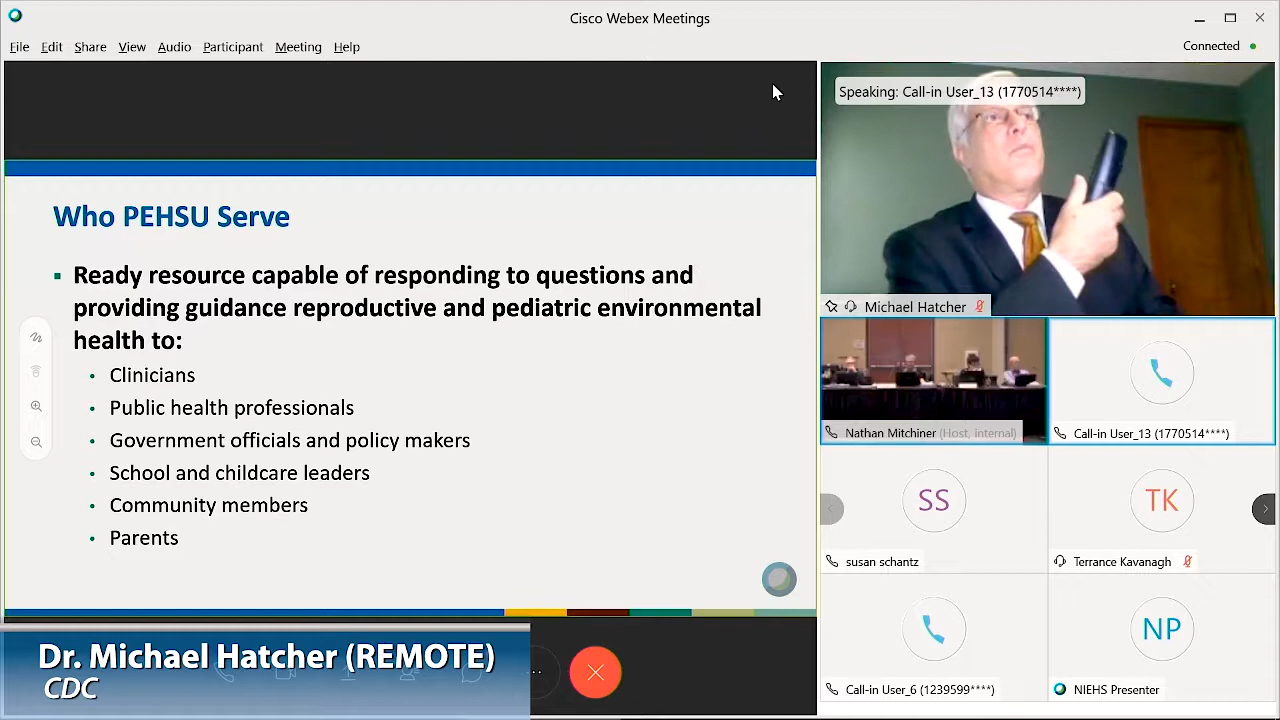 Cisco Webex Meetings
File Edit Share View Audio Participant Meeting Help
Connected
Speaking: Call-in User_13 (1770514****)
Michael Hatcher
Who PEHSU Serve
Ready resource capable of responding to questions and
providing guidance reproductive and pediatric environmental
health to:
Clinicians
Public health professionals
Government officials and policy makers
School and childcare leaders
Community members
Parents
Nathan Mitchiner (Host, internal)
Call-in User_13 (1770514****)
SS
susan schantz
TK
Terrance Kavanagh
Call-in User_6 (1239599****)
NP
NIEHS Presenter
Dr. Michael Hatcher (REMOTE)
CDC